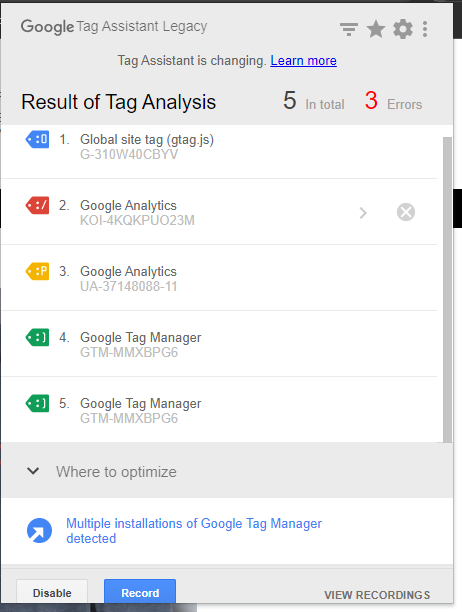 Google Tag Assistant Legacy
Tag Assistant is changing. Learn more
Result of Tag Analysis 5 In total 3 Errors
1. Global site tag (gtag.js)
G-310W40CBYV
2. Google Analytics
KOI-4KQKPUO23M
3. Google Analytics
UA-37148088-11
4. Google Tag Manager
GTM-MMXBPG6
5. Google Tag Manager
GTM-MMXBPG6
Where to optimize
Multiple installations of Google Tag Manager
detected
Disable Record VIEW RECORDINGS